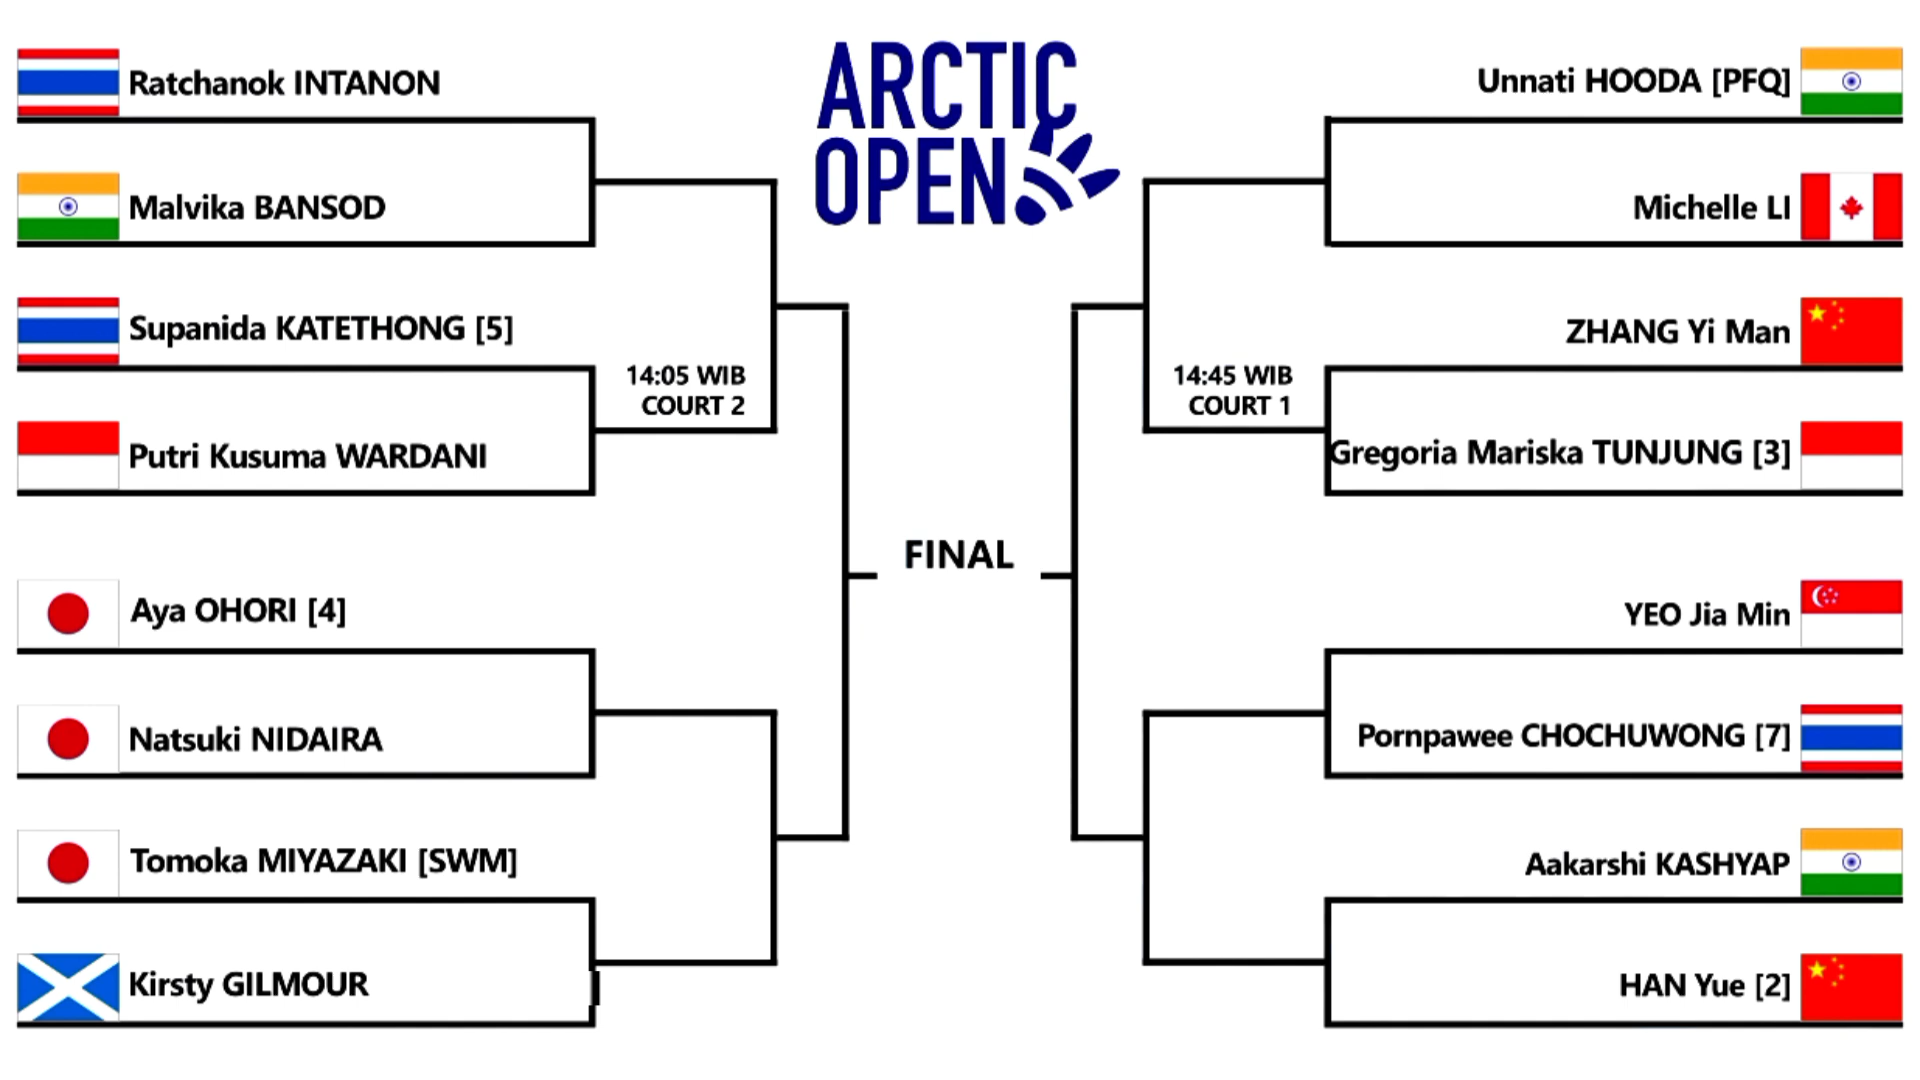 ARCTIC
OPEN
Ratchanok INTANON
Malvika BANSOD
Supanida KATETHONG [5]
14:05 WIB
COURT 2
Putri Kusuma WARDANI
Aya OHORI [4]
Natsuki NIDAIRA
Tomoka MIYAZAKI [SWM]
Kirsty GILMOUR
FINAL
Unnati HOODA [PFQ]
Michelle LI
ZHANG Yi Man
14:45 WIB
COURT 1
Gregoria Mariska TUNJUNG [3]
YEO Jia Min
Pornpawee CHOCHUWONG [7]
Aakarshi KASHYAP
HAN Yue [2]